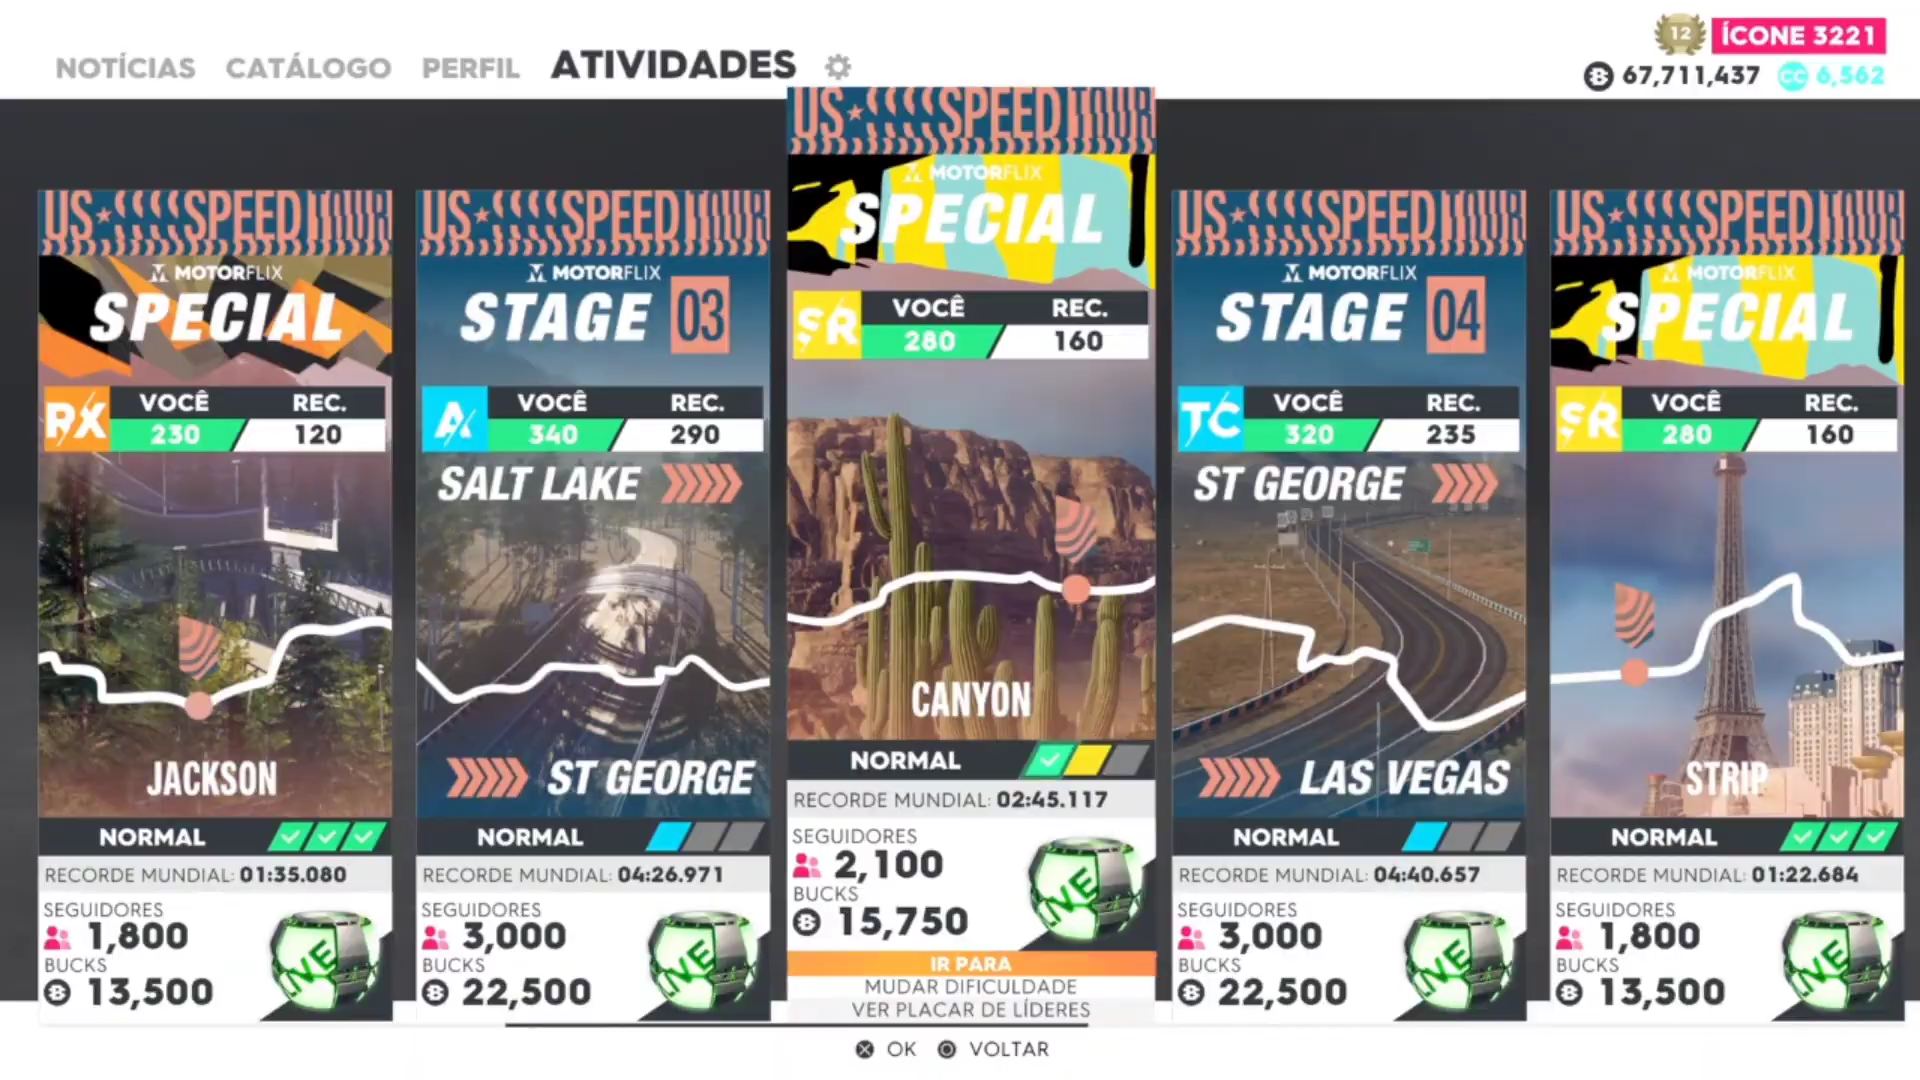 12 ÍCONE 3221
NOTÍCIAS CATÁLOGO PERFIL ATIVIDADES
67,711,437 CC 6,562
US SPEED TOUR
MOTORFLIX
SPECIAL
RX VOCÊ REC.
230 120
JACKSON
NORMAL
RECORDE MUNDIAL: 01:35.080
SEGUIDORES
1,800
BUCKS
13,500
LIVE
US SPEED TOUR
MOTORFLIX
STAGE 03
A VOCÊ REC.
340 290
SALT LAKE
ST GEORGE
NORMAL
RECORDE MUNDIAL: 04:26.971
SEGUIDORES
3,000
BUCKS
22,500
LIVE
US SPEED TOUR
MOTORFLIX
SPECIAL
SR VOCÊ REC.
280 160
CANYON
NORMAL
RECORDE MUNDIAL: 02:45.117
SEGUIDORES
2,100
BUCKS
15,750
LIVE
IR PARA
MUDAR DIFICULDADE
VER PLACAR DE LÍDERES
US SPEED TOUR
MOTORFLIX
STAGE 04
TC VOCÊ REC.
320 235
ST GEORGE
LAS VEGAS
NORMAL
RECORDE MUNDIAL: 04:40.657
SEGUIDORES
3,000
BUCKS
22,500
LIVE
US SPEED TOUR
MOTORFLIX
SPECIAL
SR VOCÊ REC.
280 160
STRIP
NORMAL
RECORDE MUNDIAL: 01:22.684
SEGUIDORES
1,800
BUCKS
13,500
LIVE
OK VOLTAR